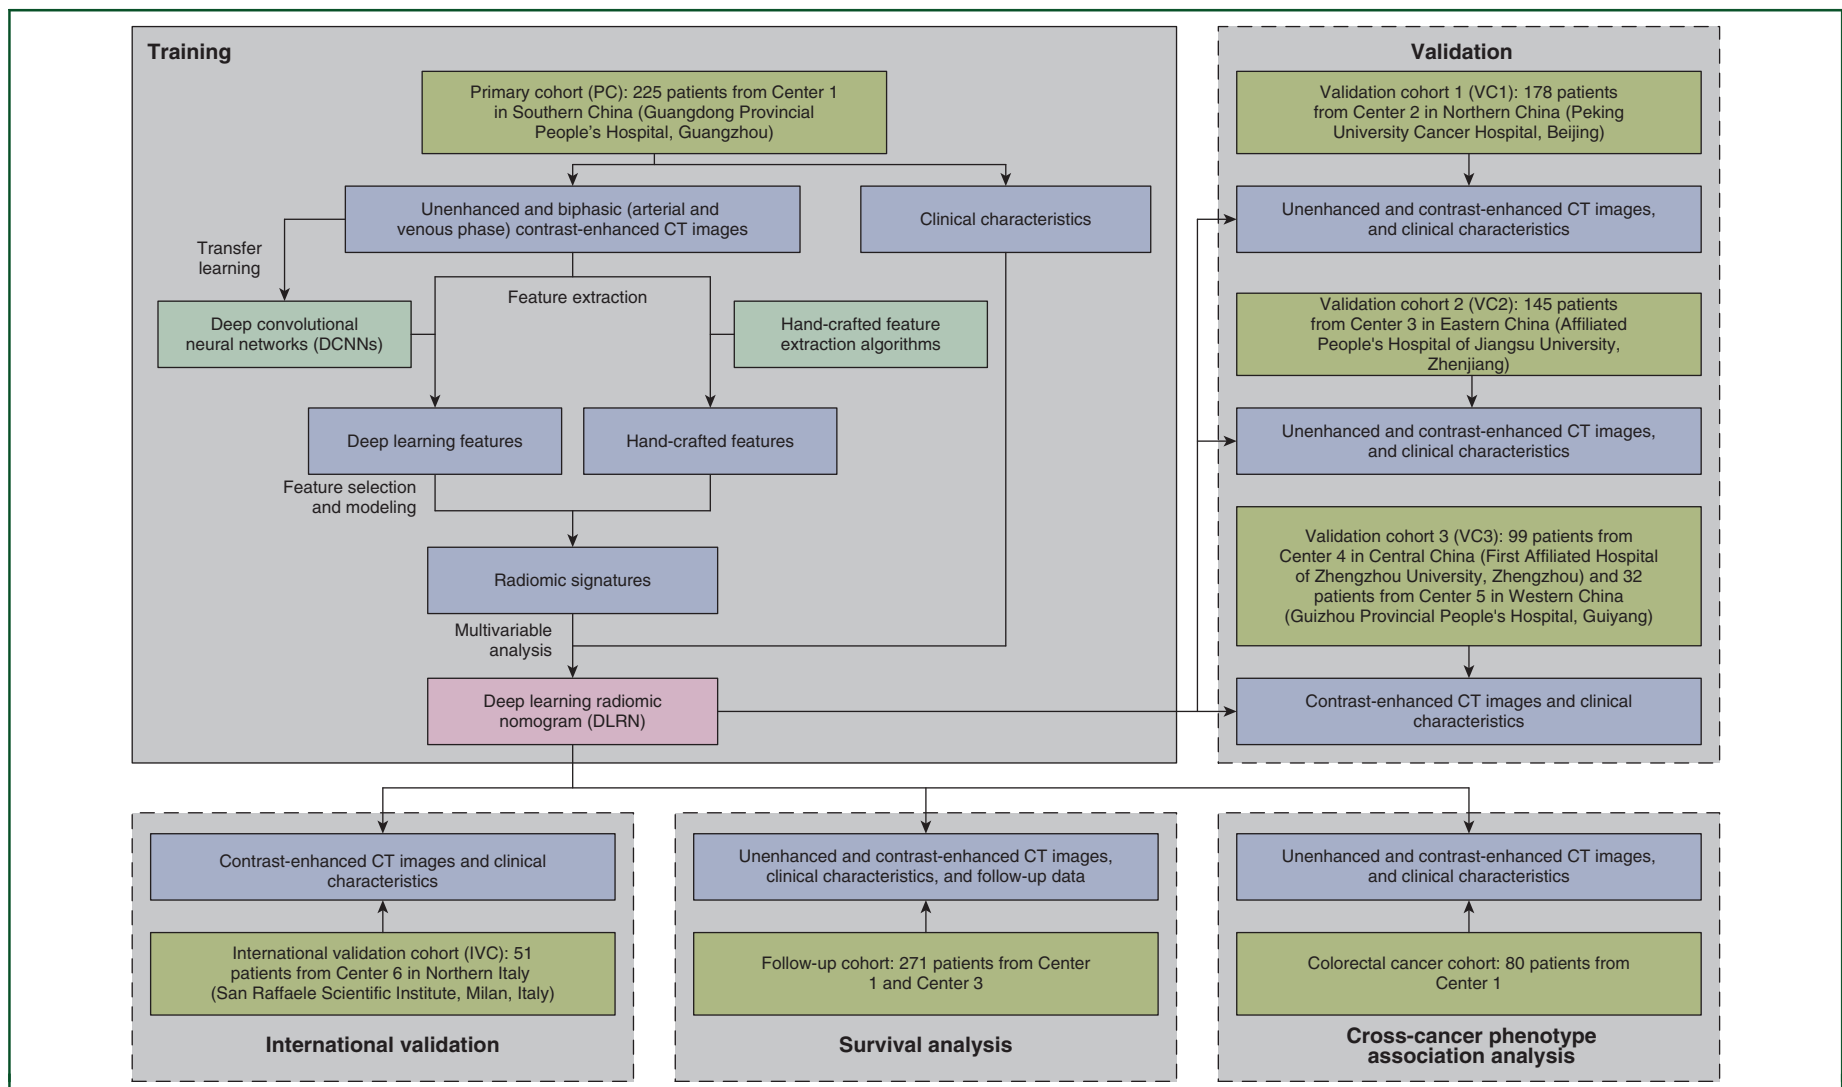 Training
Primary cohort (PC): 225 patients from Center 1
in Southern China (Guangdong Provincial
People’s Hospital, Guangzhou)
Unenhanced and biphasic (arterial and
venous phase) contrast-enhanced CT images
Clinical characteristics
Transfer
learning
Feature extraction
Deep convolutional
neural networks (DCNNs)
Hand-crafted feature
extraction algorithms
Deep learning features
Hand-crafted features
Feature selection
and modeling
Radiomic signatures
Multivariable
analysis
Deep learning radiomic
nomogram (DLRN)
Validation
Validation cohort 1 (VC1): 178 patients
from Center 2 in Northern China (Peking
University Cancer Hospital, Beijing)
Unenhanced and contrast-enhanced CT images,
and clinical characteristics
Validation cohort 2 (VC2): 145 patients
from Center 3 in Eastern China (Affiliated
People's Hospital of Jiangsu University,
Zhenjiang)
Unenhanced and contrast-enhanced CT images,
and clinical characteristics
Validation cohort 3 (VC3): 99 patients from
Center 4 in Central China (First Affiliated Hospital
of Zhengzhou University, Zhengzhou) and 32
patients from Center 5 in Western China
(Guizhou Provincial People's Hospital, Guiyang)
Contrast-enhanced CT images and clinical
characteristics
Contrast-enhanced CT images and clinical
characteristics
International validation cohort (IVC): 51
patients from Center 6 in Northern Italy
(San Raffaele Scientific Institute, Milan, Italy)
International validation
Unenhanced and contrast-enhanced CT images,
clinical characteristics, and follow-up data
Follow-up cohort: 271 patients from Center
1 and Center 3
Survival analysis
Unenhanced and contrast-enhanced CT images,
and clinical characteristics
Colorectal cancer cohort: 80 patients from
Center 1
Cross-cancer phenotype
association analysis